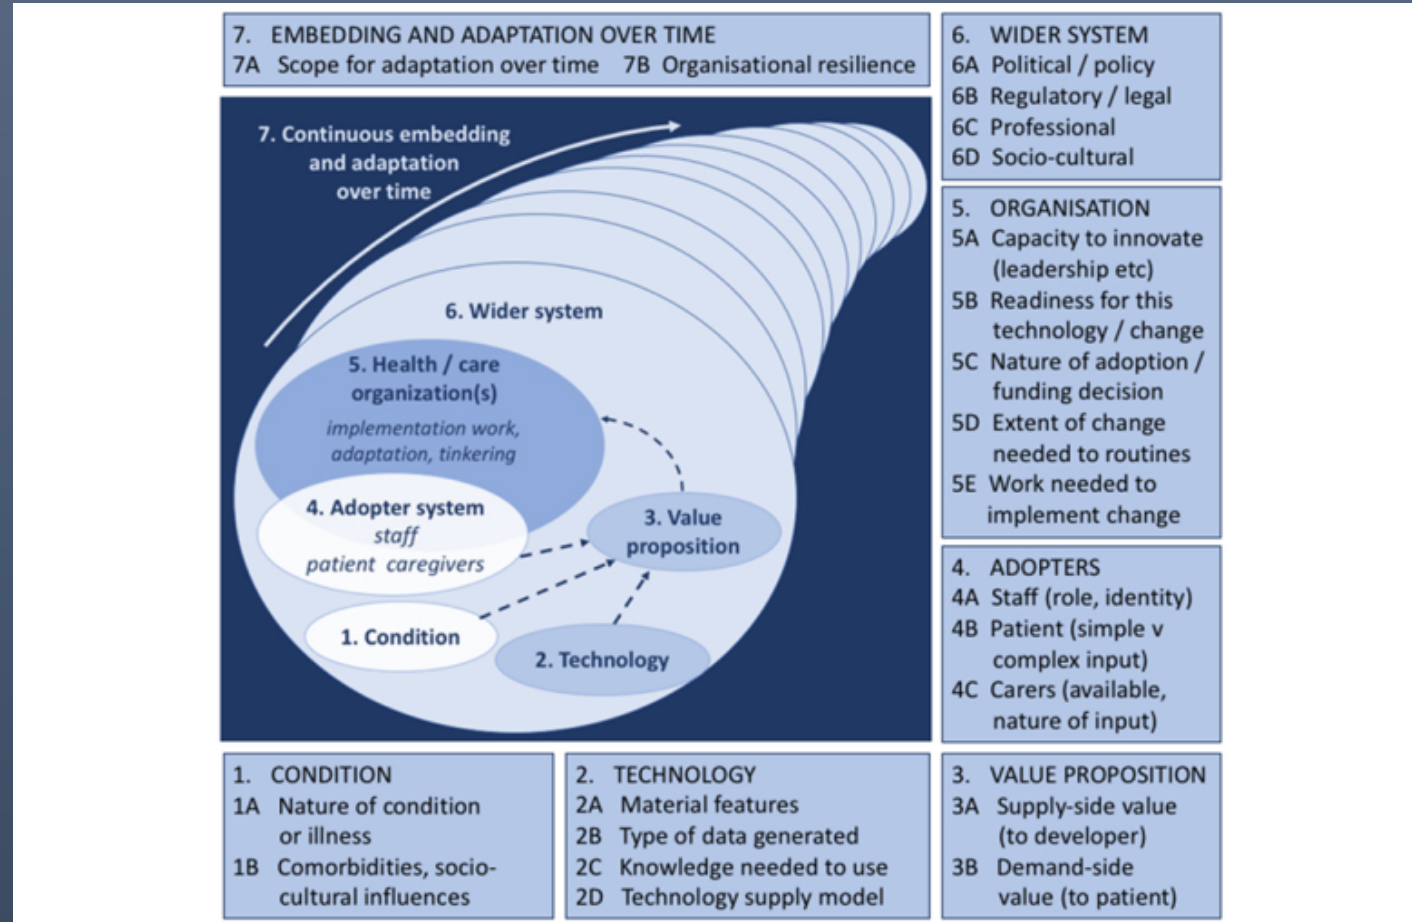 7. EMBEDDING AND ADAPTATION OVER TIME
7A Scope for adaptation over time 7B Organisational resilience
7. Continuous embedding
and adaptation
over time
6. Wider system
5. Health / care
organization(s)
implementation work,
adaptation, tinkering
4. Adopter system
staff
patient caregivers
3. Value
proposition
1. Condition
2. Technology
6. WIDER SYSTEM
6A Political / policy
6B Regulatory / legal
6C Professional
6D Socio-cultural
5. ORGANISATION
5A Capacity to innovate
(leadership etc)
5B Readiness for this
technology / change
5C Nature of adoption /
funding decision
5D Extent of change
needed to routines
5E Work needed to
implement change
4. ADOPTERS
4A Staff (role, identity)
4B Patient (simple v
complex input)
4C Carers (available,
nature of input)
1. CONDITION
1A Nature of condition
or illness
1B Comorbidities, socio-
cultural influences
2. TECHNOLOGY
2A Material features
2B Type of data generated
2C Knowledge needed to use
2D Technology supply model
3. VALUE PROPOSITION
3A Supply-side value
(to developer)
3B Demand-side
value (to patient)